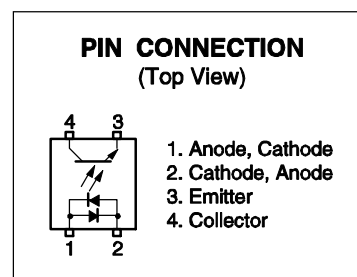 PIN CONNECTION
(Top View)
4 3
1. Anode, Cathode
2. Cathode, Anode
3. Emitter
4. Collector
1 2